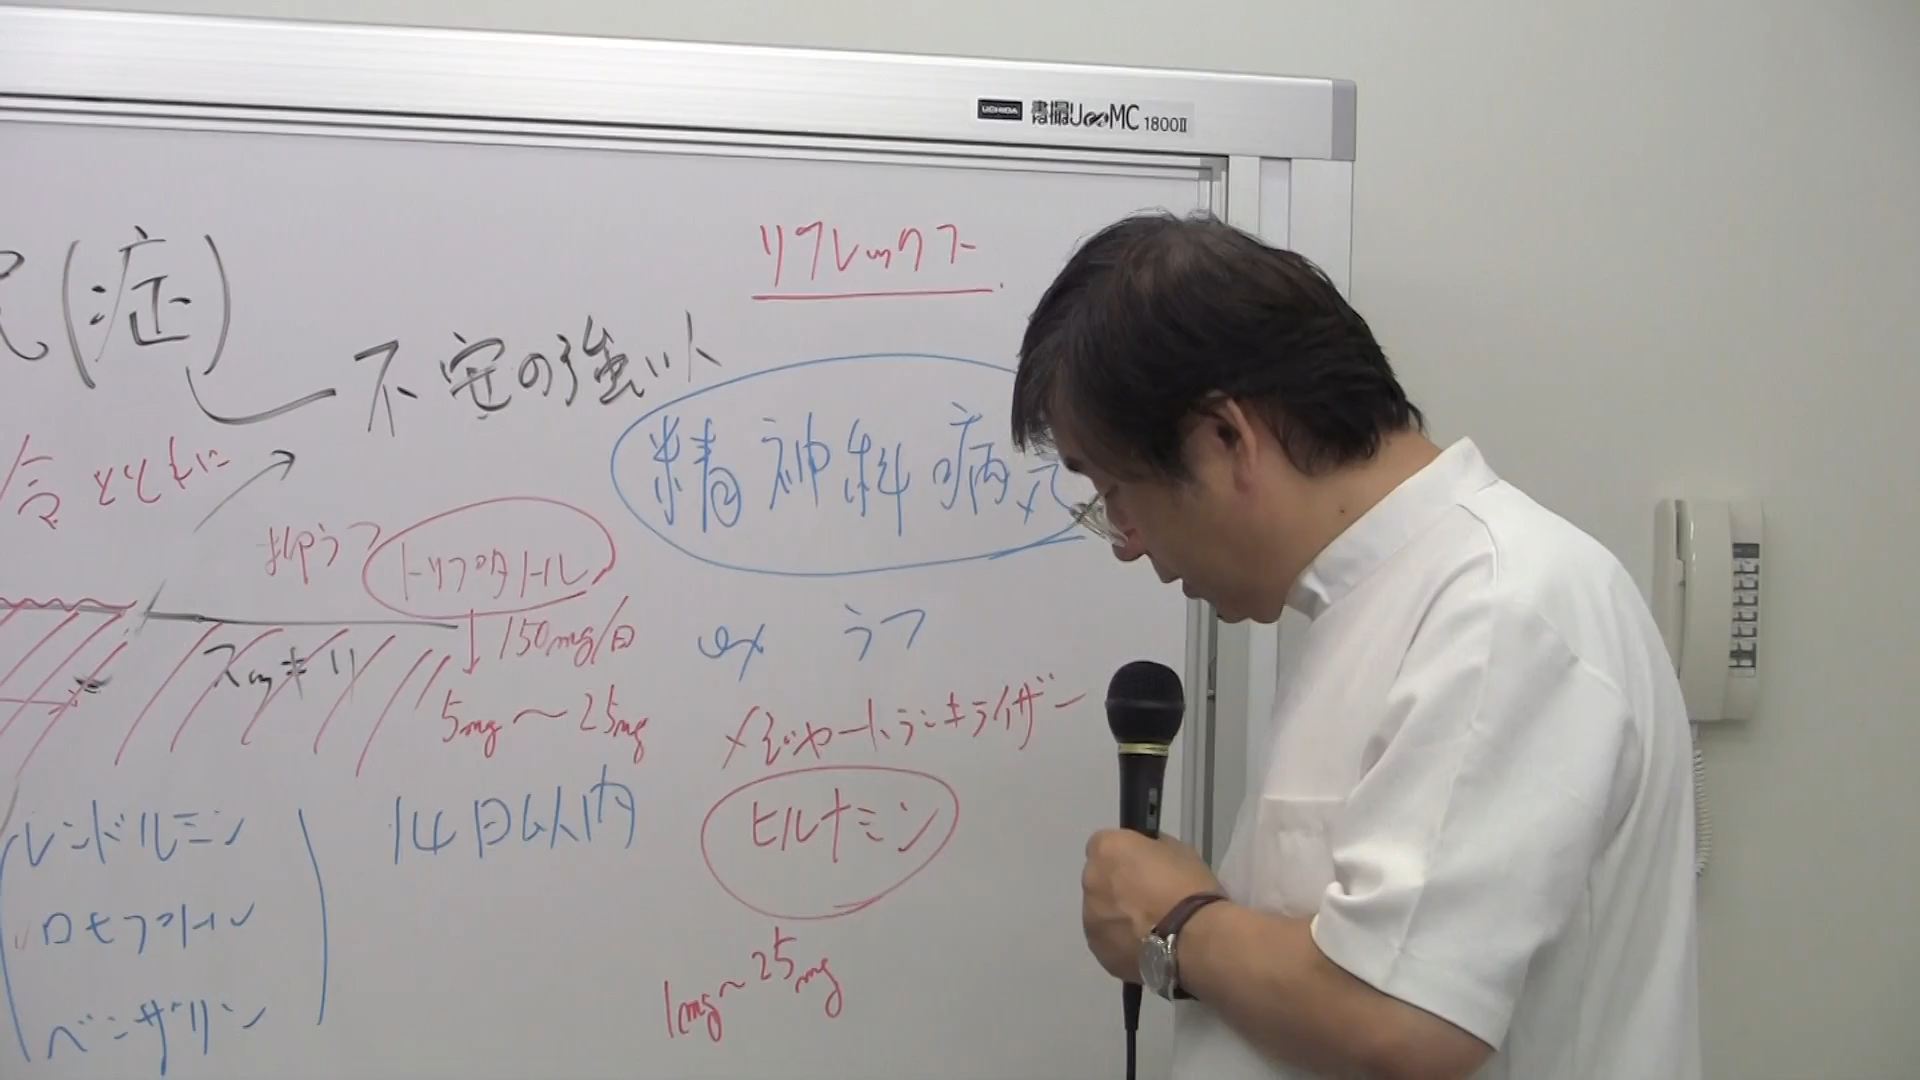 UCHIDA 書撮U∞MC 1800Ⅱ
リフレックス
(症)
不安の強い人
精神科病
令とともに
抑うつ
トリプタノール
150mg/日
ex うつ
スッキリ
5mg〜25mg
メジャートランキライザー
レンドルミン
14日以内
ヒルナミン
ロヒプノール
1mg〜25mg
ベンザリン